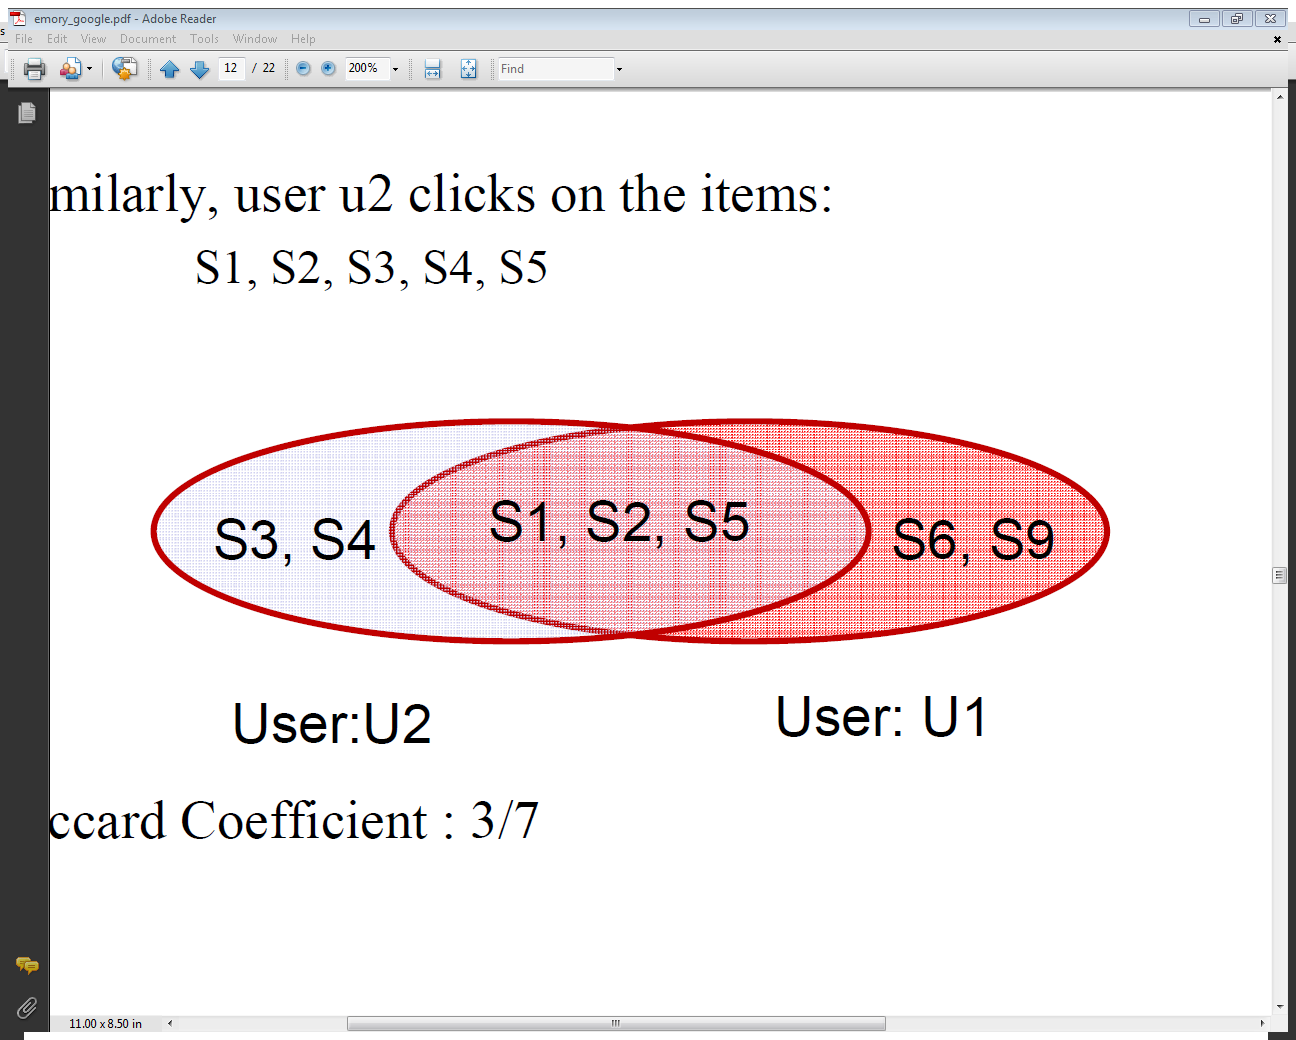 emory_google.pdf - Adobe Reader
File Edit View Document Tools Window Help
12 / 22 200% Find
milarly, user u2 clicks on the items:
S1, S2, S3, S4, S5
S3, S4 S1, S2, S5 S6, S9
User:U2 User: U1
ccard Coefficient : 3/7
11.00 x 8.50 in